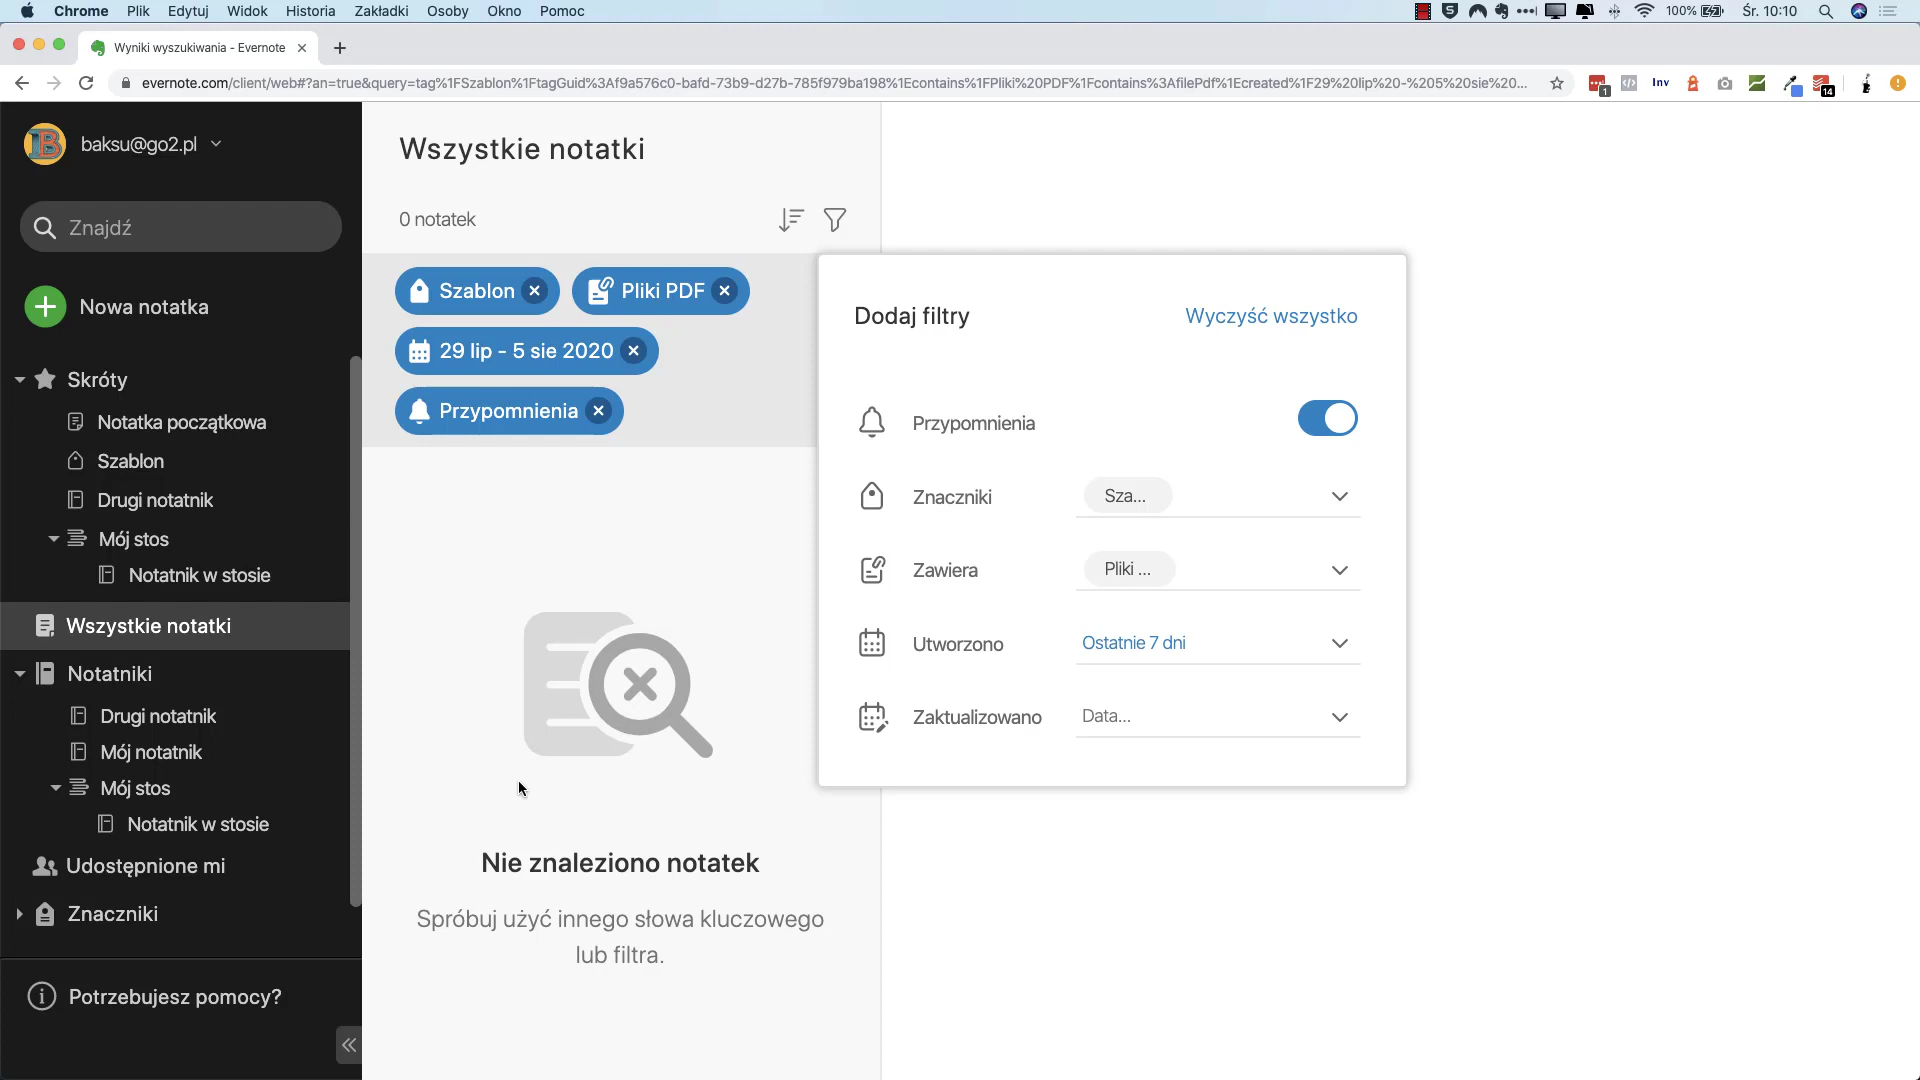 Chrome Plik Edytuj Widok Historia Zakładki Osoby Okno Pomoc 100% Śr. 10:10
Wyniki wyszukiwania - Evernote
evernote.com/client/web#?an=true&query=tag%1FSzablon%1FtagGuid%3Af9a576c0-bafd-73b9-d27b-785f979ba198%1Econtains%1FPliki%20PDF%1Fcontains%3AfilePdf%1Ecreated%1F29%20lip%20-%205%20sie%20... Inv 1 14
baksu@go2.pl
Znajdź
Nowa notatka
Skróty
Notatka początkowa
Szablon
Drugi notatnik
Mój stos
Notatnik w stosie
Wszystkie notatki
Notatniki
Drugi notatnik
Mój notatnik
Mój stos
Notatnik w stosie
Udostępnione mi
Znaczniki
Potrzebujesz pomocy?
Wszystkie notatki
0 notatek
Szablon Pliki PDF
29 lip - 5 sie 2020
Przypomnienia
Nie znaleziono notatek
Spróbuj użyć innego słowa kluczowego
lub filtra.
Dodaj filtry Wyczyść wszystko
Przypomnienia
Znaczniki Sza...
Zawiera Pliki ...
Utworzono Ostatnie 7 dni
Zaktualizowano Data...